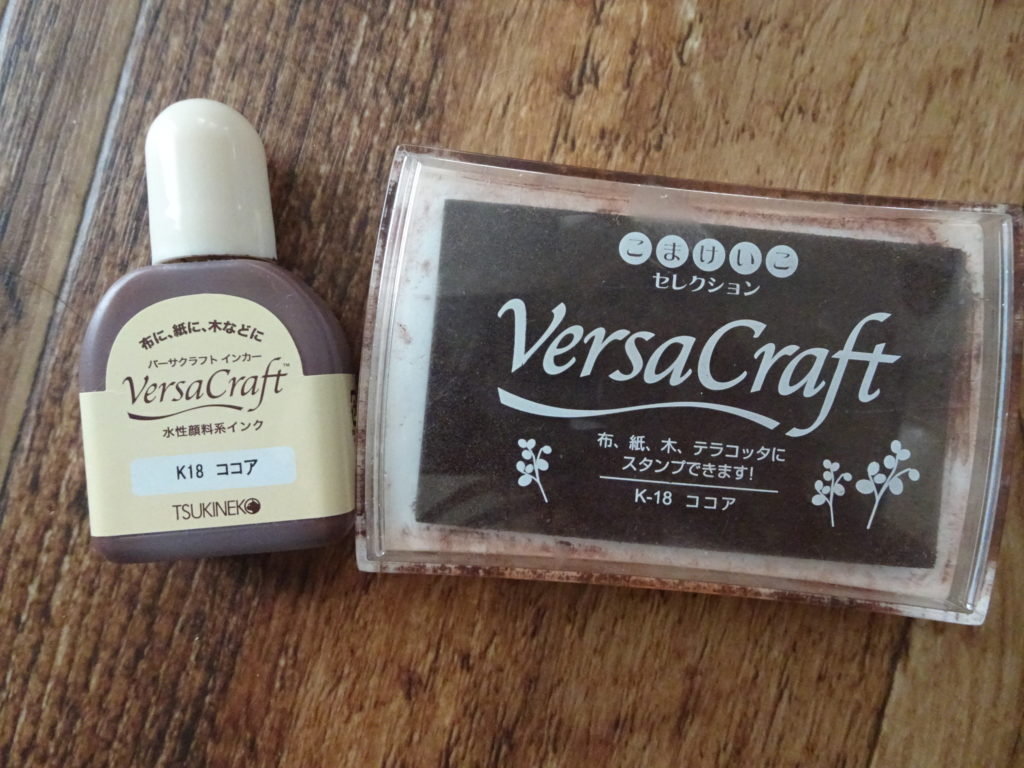 布に、紙に、木などに
バーサクラフト インカー
VersaCraft™
水性顔料系インク
K18 ココア
TSUKINEKO
こまけいこ
セレクション
VersaCraft
布、紙、木、テラコッタに
スタンプできます!
K-18 ココア